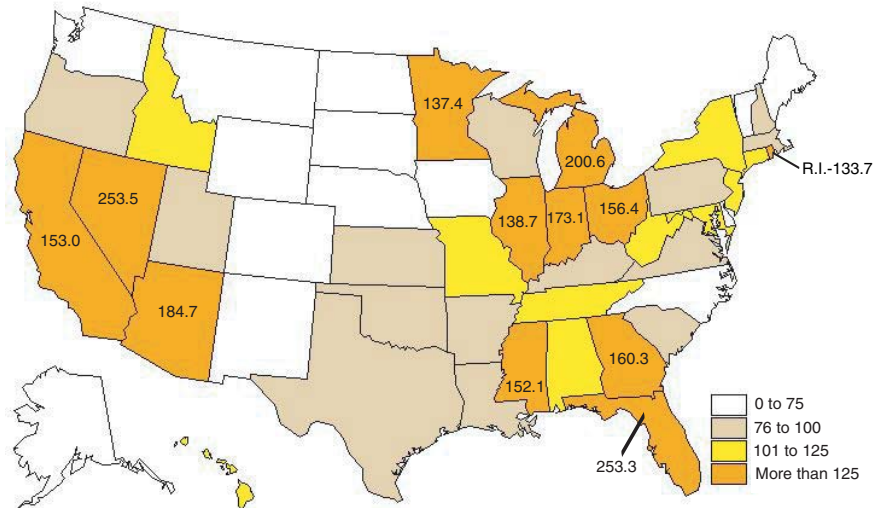 137.4
200.6
R.I.-133.7
253.5
138.7
173.1
156.4
153.0
184.7
160.3
152.1
253.3
0 to 75
76 to 100
101 to 125
More than 125